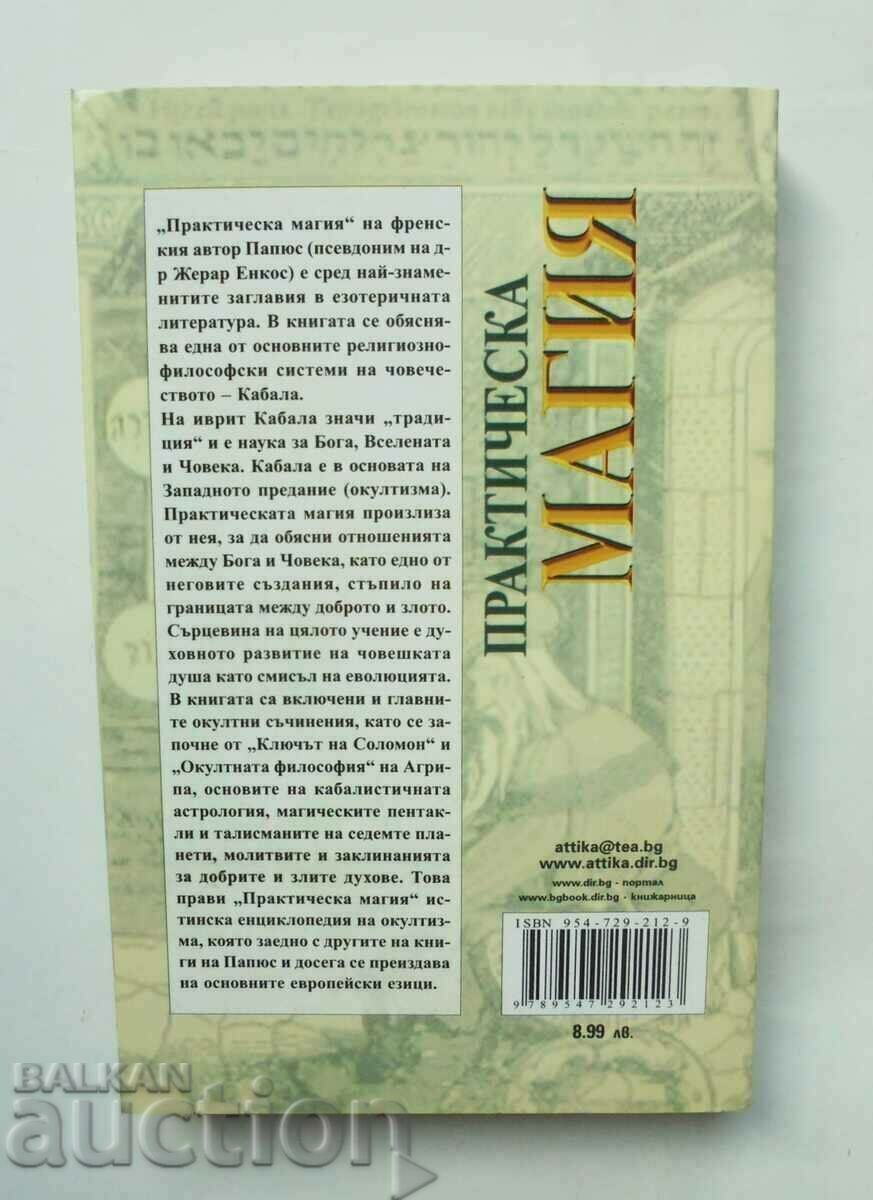 „Практическа магия“ на френс-
кия автор Папюс (псевдоним на д-
р Жерар Енкос) е сред най-знаме-
нитите заглавия в езотеричната
литература. В книгата се обясня-
ва една от основните религиозно-
философски системи на човече-
ството – Кабала.
На иврит Кабала значи „тради-
ция“ и е наука за Бога, Вселената
и Човека. Кабала е в основата на
Западното предание (окултизма).
Практическата магия произлиза
от нея, за да обясни отношенията
между Бога и Човека, като едно от
неговите създания, стъпило на
границата между доброто и злото.
Сърцевина на цялото учение е ду-
ховното развитие на човешката
душа като смисъл на еволюцията.
В книгата са включени и главни-
те окултни съчинения, като се за-
почне от „Ключът на Соломон“ и
„Окултната философия“ на Агри-
па, основите на кабалистичната
астрология, магическите пентак-
ли и талисманите на седемте пла-
нети, молитвите и заклинанията
за добрите и злите духове. Това
прави „Практическа магия“ ис-
тинска енциклопедия на окултиз-
ма, която заедно с другите на кни-
ги на Папюс и досега се преиздава
на основните европейски езици.
ПРАКТИЧЕСКА
МАГИЯ
attika@tea.bg
www.attika.dir.bg
www.dir.bg - портал
www.bgbook.dir.bg - книжарница
ISBN 954-729-212-9
9 789547 292123
8.99 лв.
BALKAN
auction